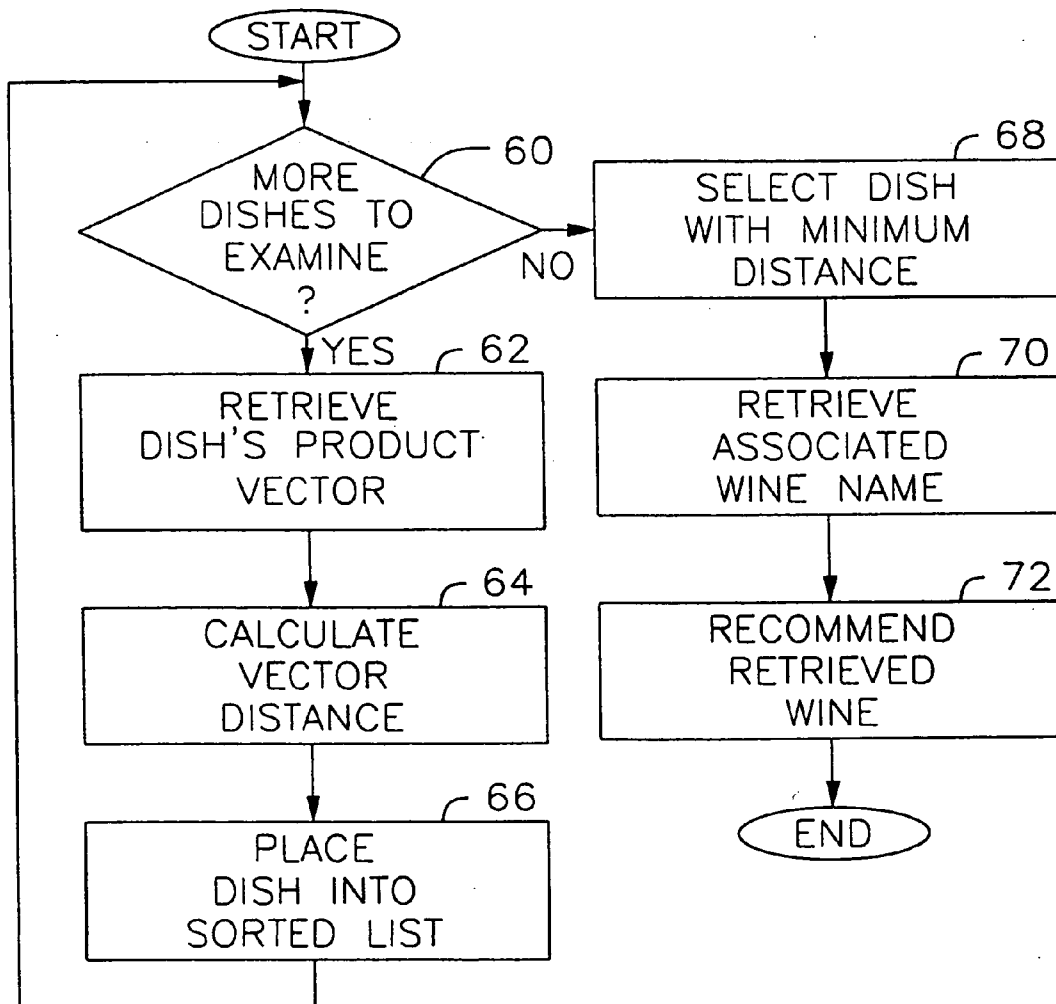 START
60
MORE
DISHES TO
EXAMINE
?
NO
YES
62
RETRIEVE
DISH'S PRODUCT
VECTOR
64
CALCULATE
VECTOR
DISTANCE
66
PLACE
DISH INTO
SORTED LIST
68
SELECT DISH
WITH MINIMUM
DISTANCE
70
RETRIEVE
ASSOCIATED
WINE NAME
72
RECOMMEND
RETRIEVED
WINE
END